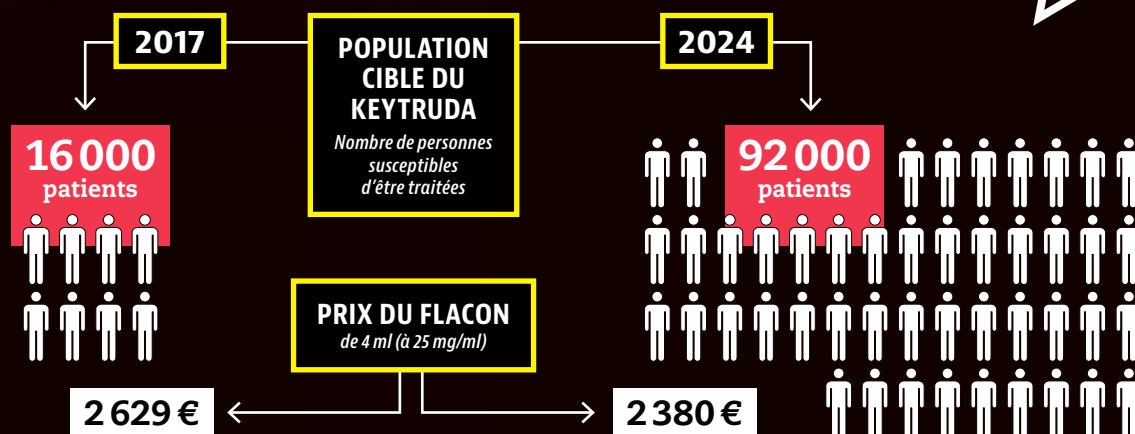 2017
POPULATION
CIBLE DU
KEYTRUDA
Nombre de personnes
susceptibles
d'être traitées
2024
16 000
patients
92 000
patients
PRIX DU FLACON
de 4 ml (à 25 mg/ml)
2 629 €
2 380 €